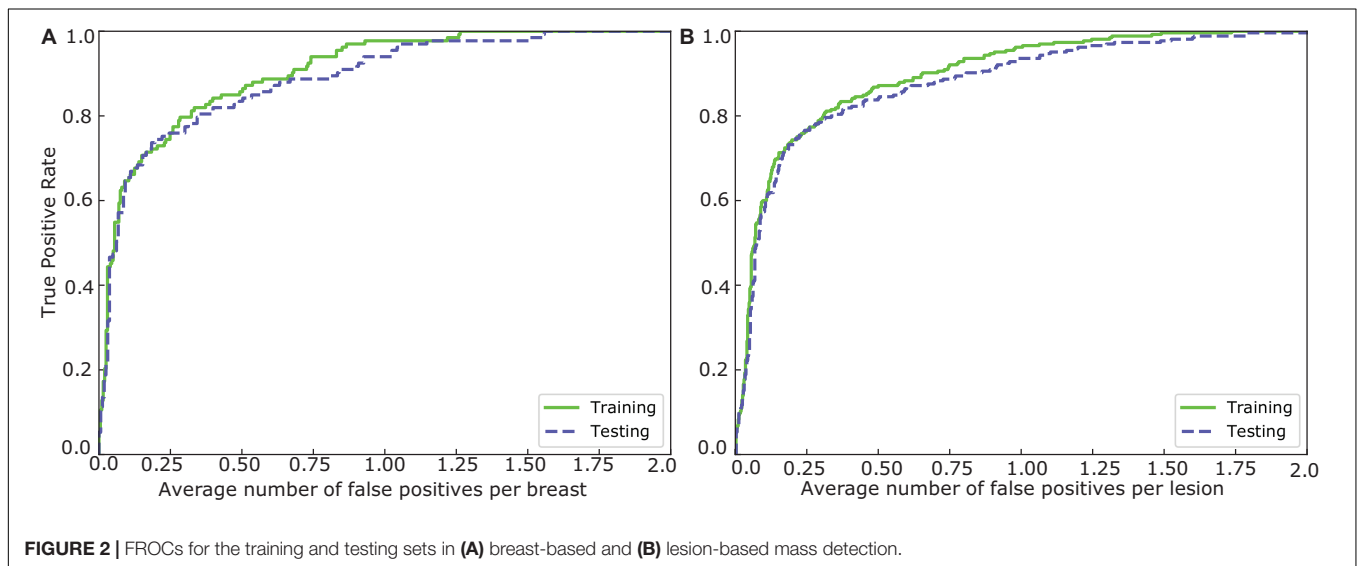 A
1.0
0.8
0.6
0.4
0.2
0.0
True Positive Rate
Training
Testing
0.0 0.25 0.50 0.75 1.00 1.25 1.50 1.75 2.0
Average number of false positives per breast
B
1.0
0.8
0.6
0.4
0.2
0.0
Training
Testing
0.0 0.25 0.50 0.75 1.00 1.25 1.50 1.75 2.0
Average number of false positives per lesion
FIGURE 2 | FROCs for the training and testing sets in (A) breast-based and (B) lesion-based mass detection.